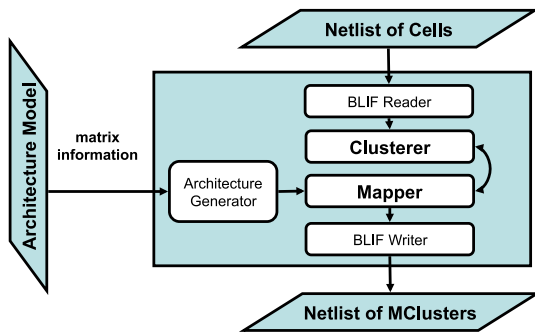 Netlist of Cells
BLIF Reader
Clusterer
Architecture Model
matrix
information
Architecture
Generator
Mapper
BLIF Writer
Netlist of MClusters